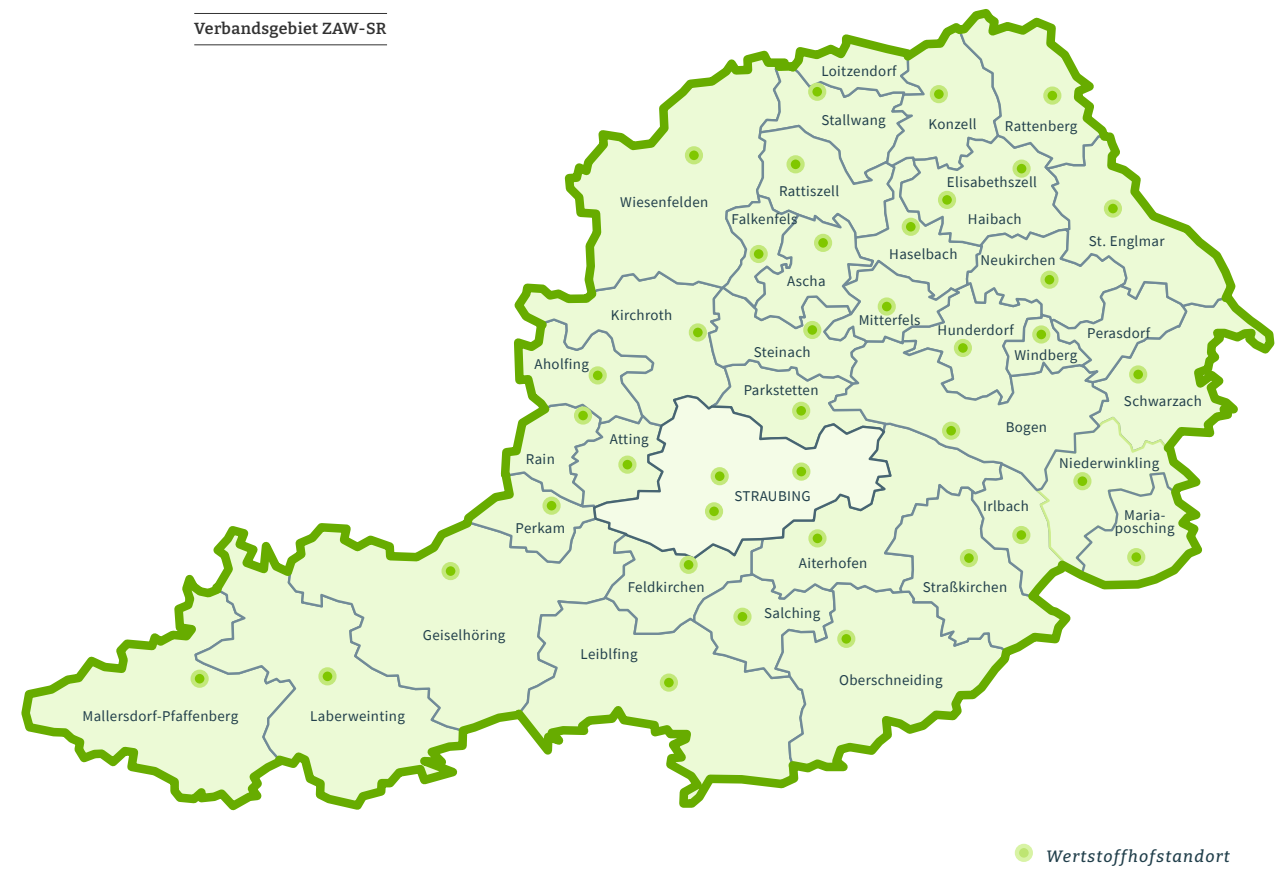 Verbandsgebiet ZAW-SR
Loitzendorf
Stallwang
Konzell
Rattenberg
Wiesenfelden
Rattiszell
Elisabethszell
Haibach
Falkenfels
St. Englmar
Haselbach
Neukirchen
Ascha
Kirchroth
Mitterfels
Hunderdorf
Perasdorf
Steinach
Windberg
Aholfing
Parkstetten
Schwarzach
Bogen
Atting
Rain
Niederwinkling
STRAUBING
Irlbach
Maria-
posching
Perkam
Aiterhofen
Feldkirchen
Straßkirchen
Salching
Geiselhöring
Leiblfing
Oberschneiding
Mallersdorf-Pfaffenberg
Laberweinting
Wertstoffhofstandort